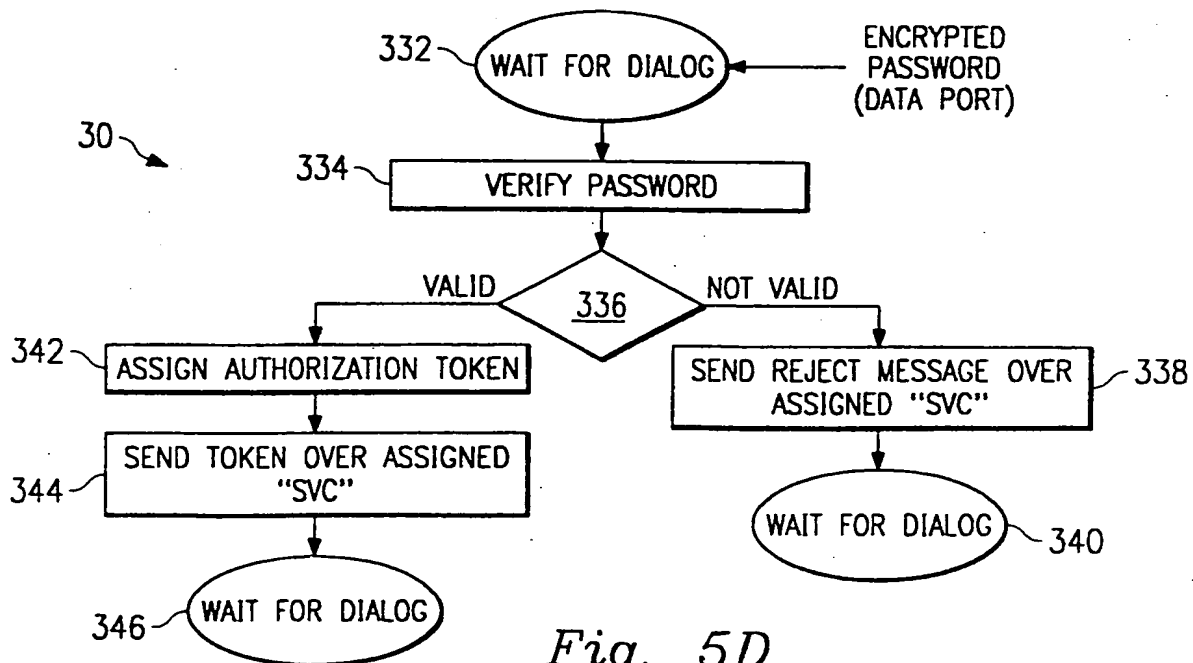 332
WAIT FOR DIALOG
ENCRYPTED
PASSWORD
(DATA PORT)
30
334
VERIFY PASSWORD
VALID
336
NOT VALID
342
ASSIGN AUTHORIZATION TOKEN
SEND REJECT MESSAGE OVER
ASSIGNED "SVC"
338
344
SEND TOKEN OVER ASSIGNED
"SVC"
WAIT FOR DIALOG
340
346
WAIT FOR DIALOG
Fig. 5D